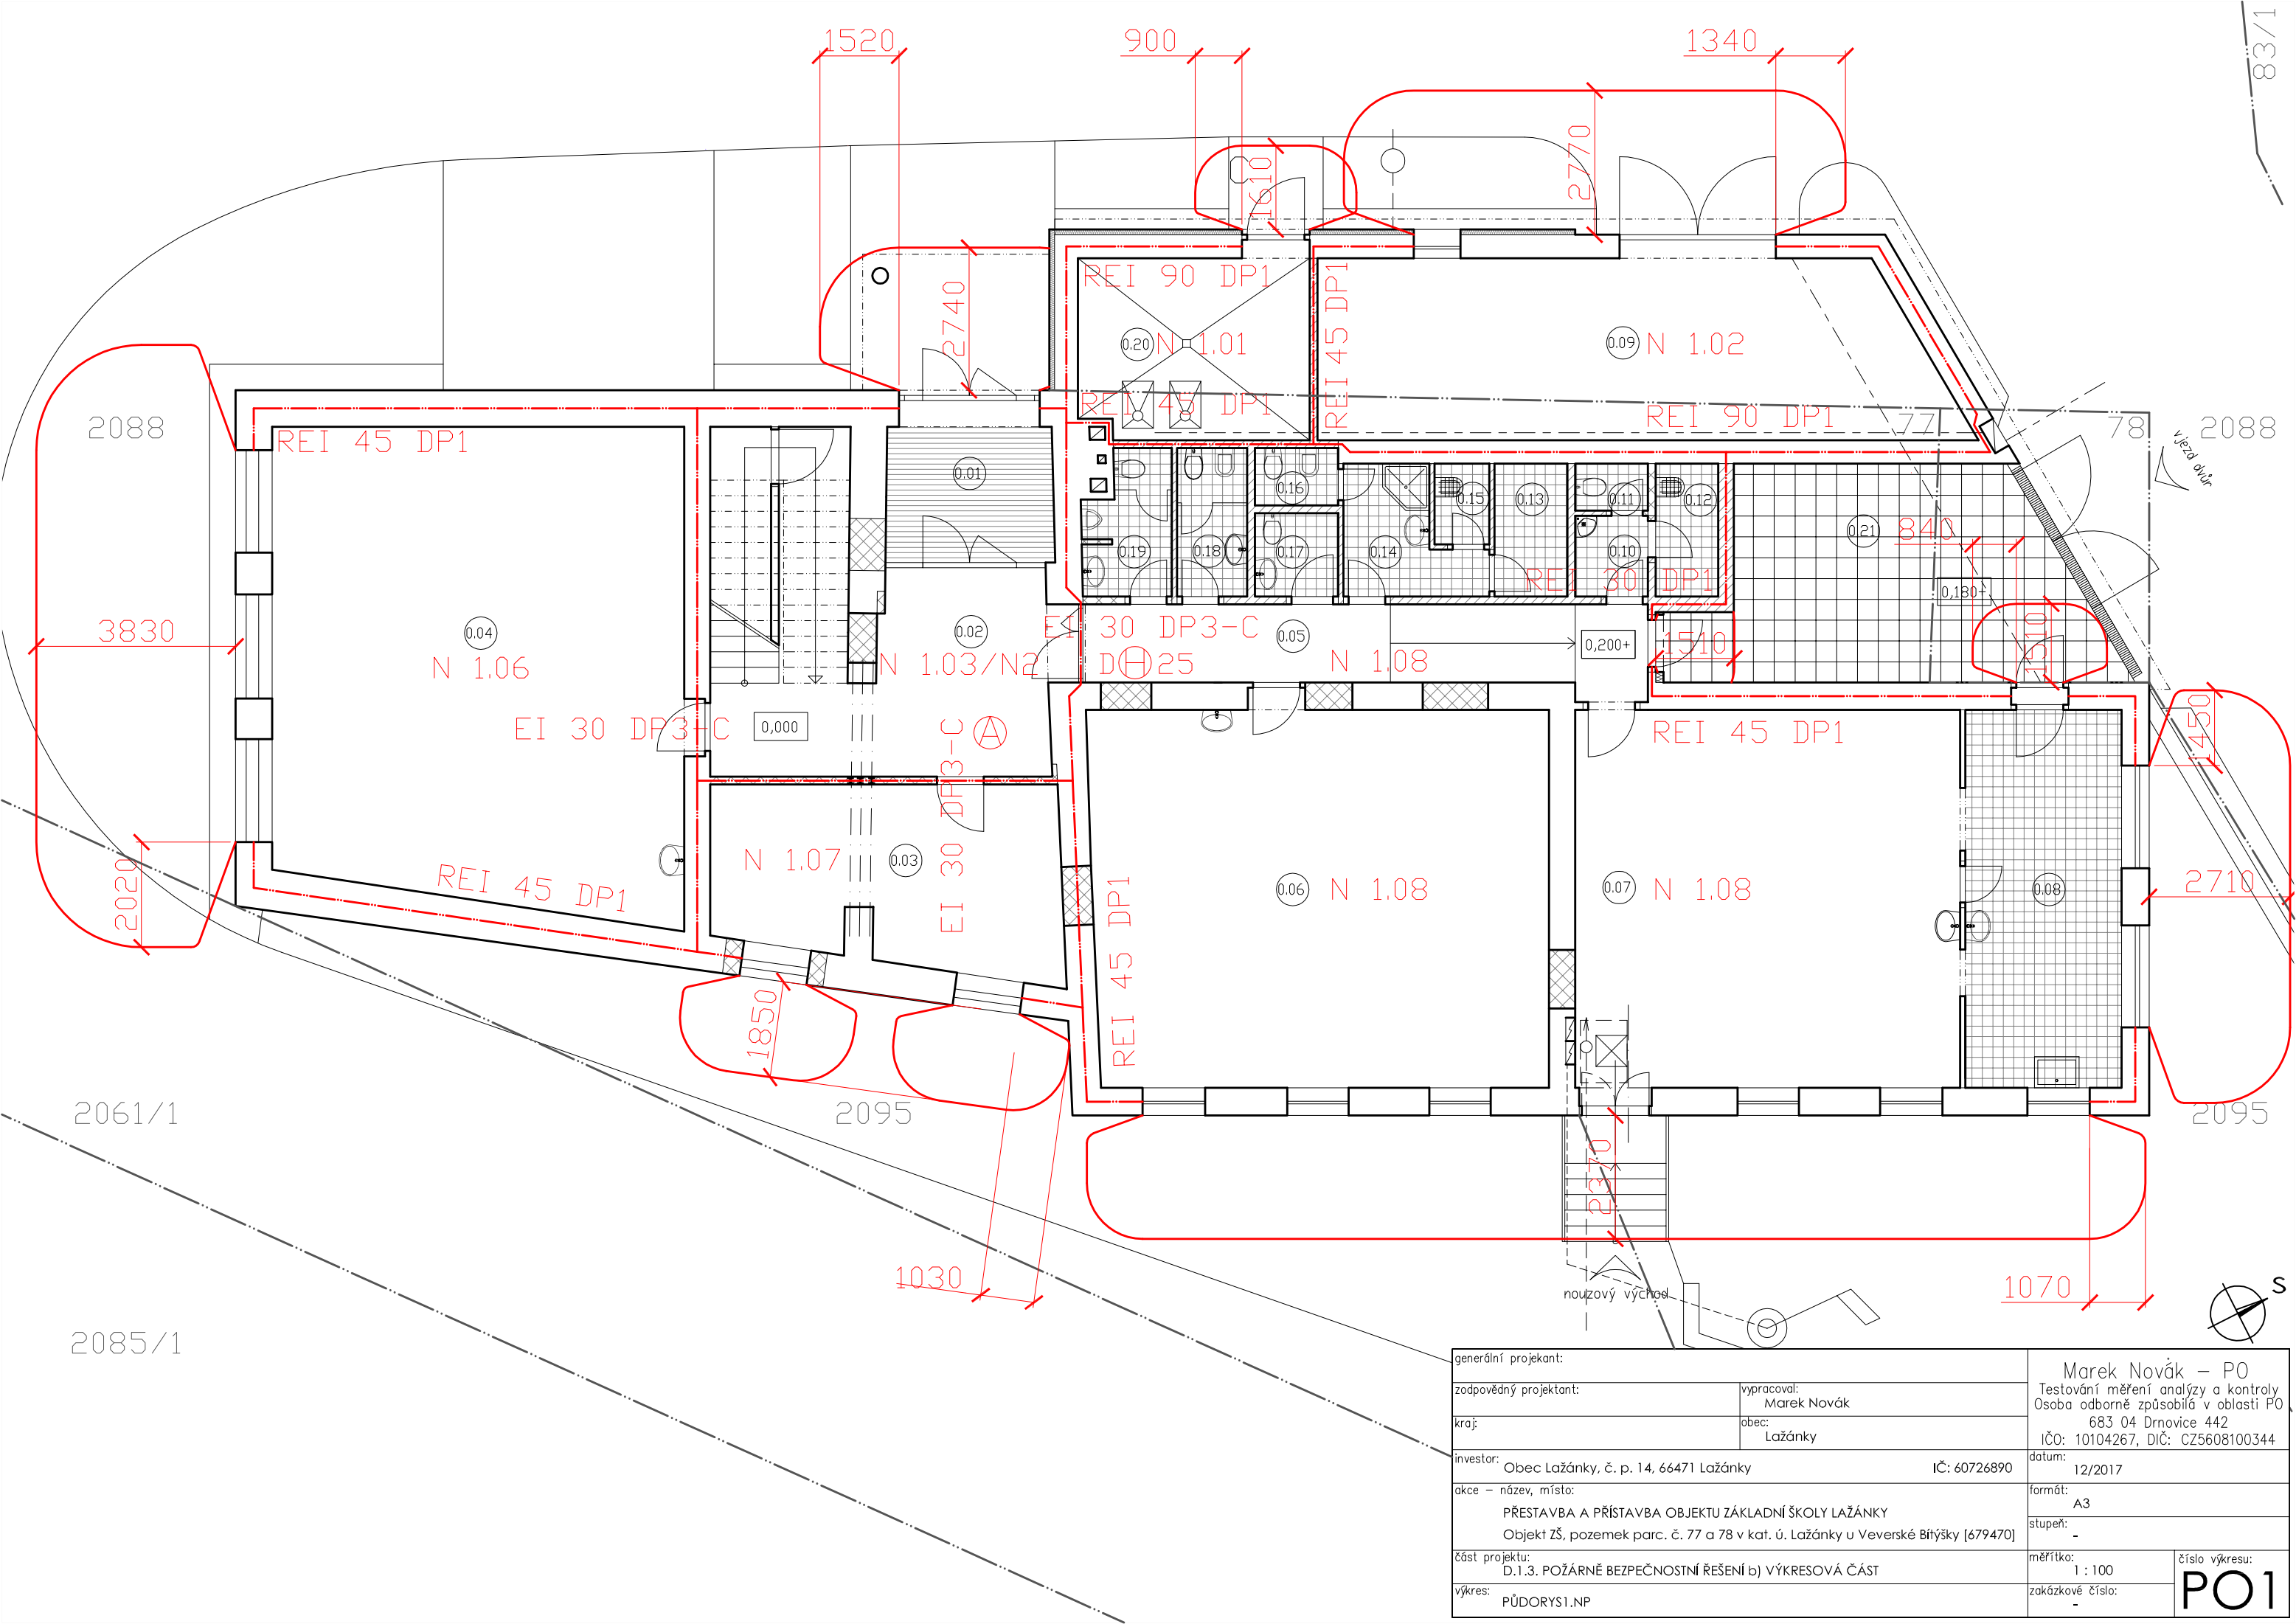 1520
900
1340
83/1
2770
1610
2740
REI 90 DP1
REI 45 DP1
0.20
N 1.01
0.09
N 1.02
REI 45 DP1
REI 90 DP1
2088
77
78
2088
vjezd dvůr
REI 45 DP1
0.01
0.16
0.15
0.13
0.11
0.12
0.19
0.18
0.17
0.14
0.10
0.21
840
REI 30 DP1
0,180+
3830
0.04
N 1.06
0.02
EI 30 DP3-C
0.05
0,200+
1510
1510
N 1.03/N2
D H 25
N 1.08
EI 30 DP3-C
0,000
A
REI 45 DP1
1450
EI 30 DP3-C
N 1.07
0.03
2020
REI 45 DP1
REI 45 DP1
0.06
N 1.08
0.07
N 1.08
0.08
2710
1850
2061/1
2095
2095
2370
1030
1070
nouzový východ
S
2085/1
generální projekant:
zodpovědný projektant:
vypracoval:
Marek Novák
kraj:
obec:
Lažánky
Marek Novák – PO
Testování měření analýzy a kontroly
Osoba odborně způsobilá v oblasti PO
683 04 Drnovice 442
IČO: 10104267, DIČ: CZ5608100344
investor:
Obec Lažánky, č. p. 14, 66471 Lažánky IČ: 60726890
datum:
12/2017
akce – název, místo:
PŘESTAVBA A PŘÍSTAVBA OBJEKTU ZÁKLADNÍ ŠKOLY LAŽÁNKY
Objekt ZŠ, pozemek parc. č. 77 a 78 v kat. ú. Lažánky u Veverské Bítýšky [679470]
formát:
A3
stupeň:
-
část projektu:
D.1.3. POŽÁRNĚ BEZPEČNOSTNÍ ŘEŠENÍ b) VÝKRESOVÁ ČÁST
měřítko:
1 : 100
číslo výkresu:
PO1
výkres:
PŮDORYS1.NP
zakázkové číslo:
-